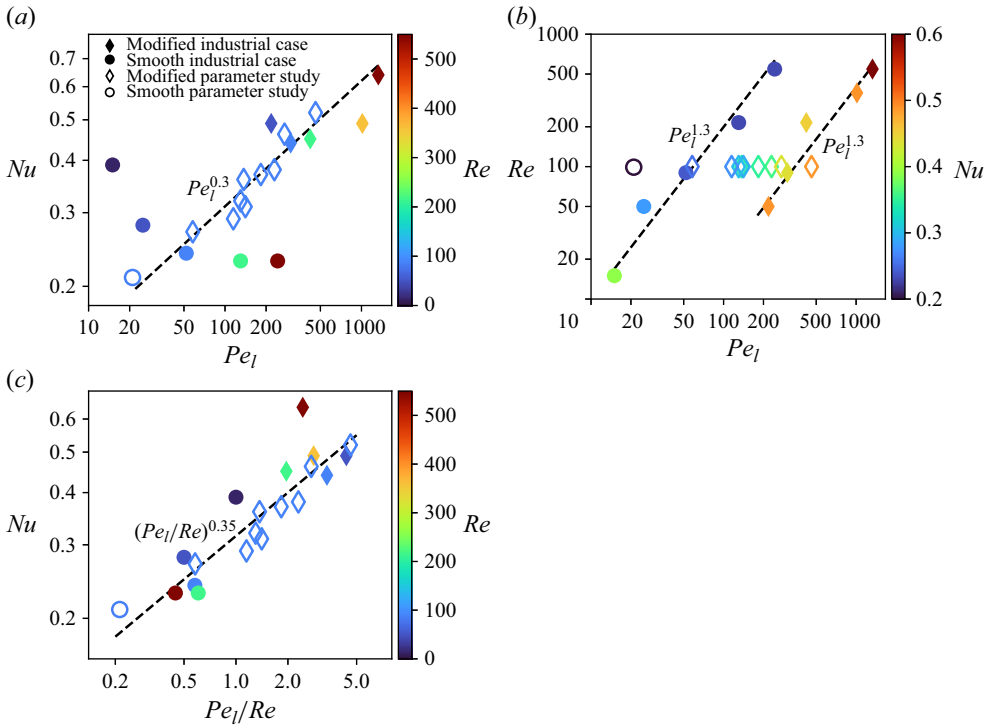 (a)
0.7
0.6
0.5
0.4
0.3
0.2
Nu
Modified industrial case
Smooth industrial case
Modified parameter study
Smooth parameter study
Pe_l^0.3
10 20 50 100 200 500 1000
Pe_l
500
400
300
200
100
0
Re
(b)
1000
500
200
100
50
20
Re
Pe_l^1.3
Pe_l^1.3
10 20 50 100 200 500 1000
Pe_l
0.6
0.5
0.4
0.3
0.2
Nu
(c)
0.6
0.5
0.4
0.3
0.2
Nu
(Pe_l/Re)^0.35
0.2 0.5 1.0 2.0 5.0
Pe_l/Re
500
400
300
200
100
0
Re